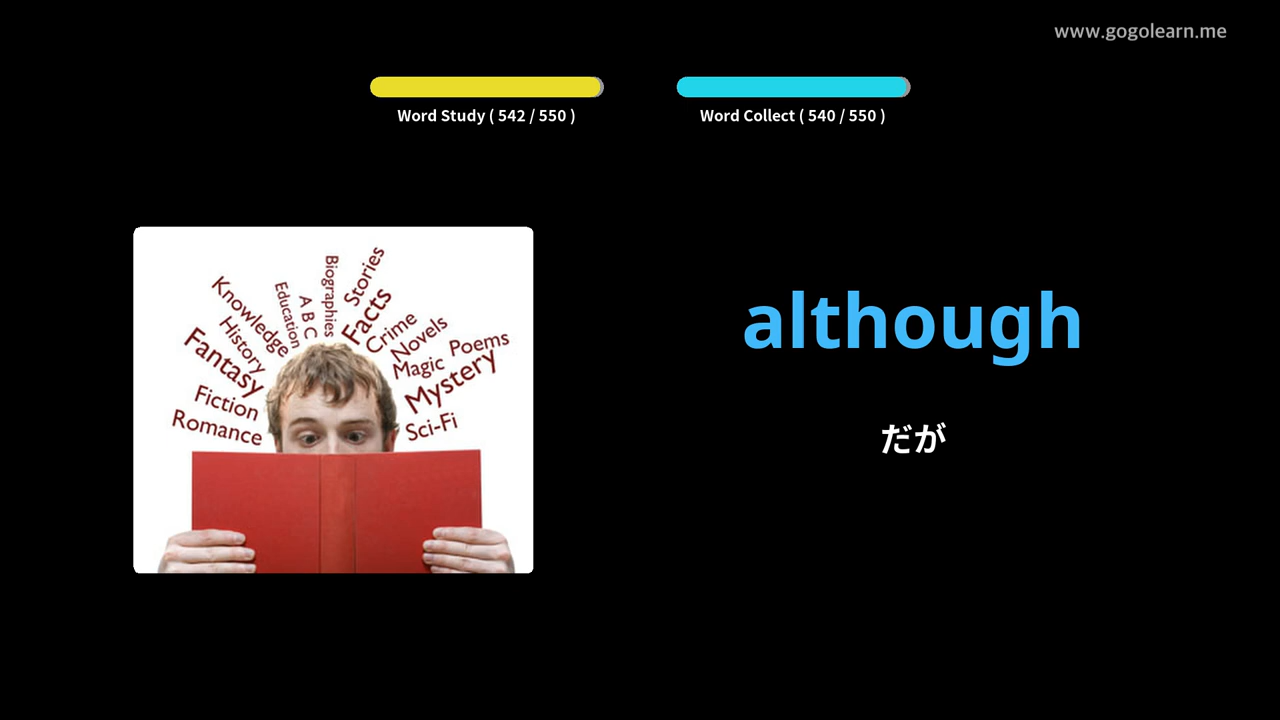 www.gogolearn.me
Word Study ( 542 / 550 )
Word Collect ( 540 / 550 )
Biographies
Stories
Education
A B C
Facts
Knowledge
Crime
History
Novels
Poems
Fantasy
Magic
Mystery
Fiction
Sci-Fi
Romance
although
だが